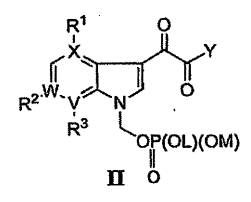 R1 O O
X Y
R2 W
V N
R3
OP(OL)(OM)
O
II